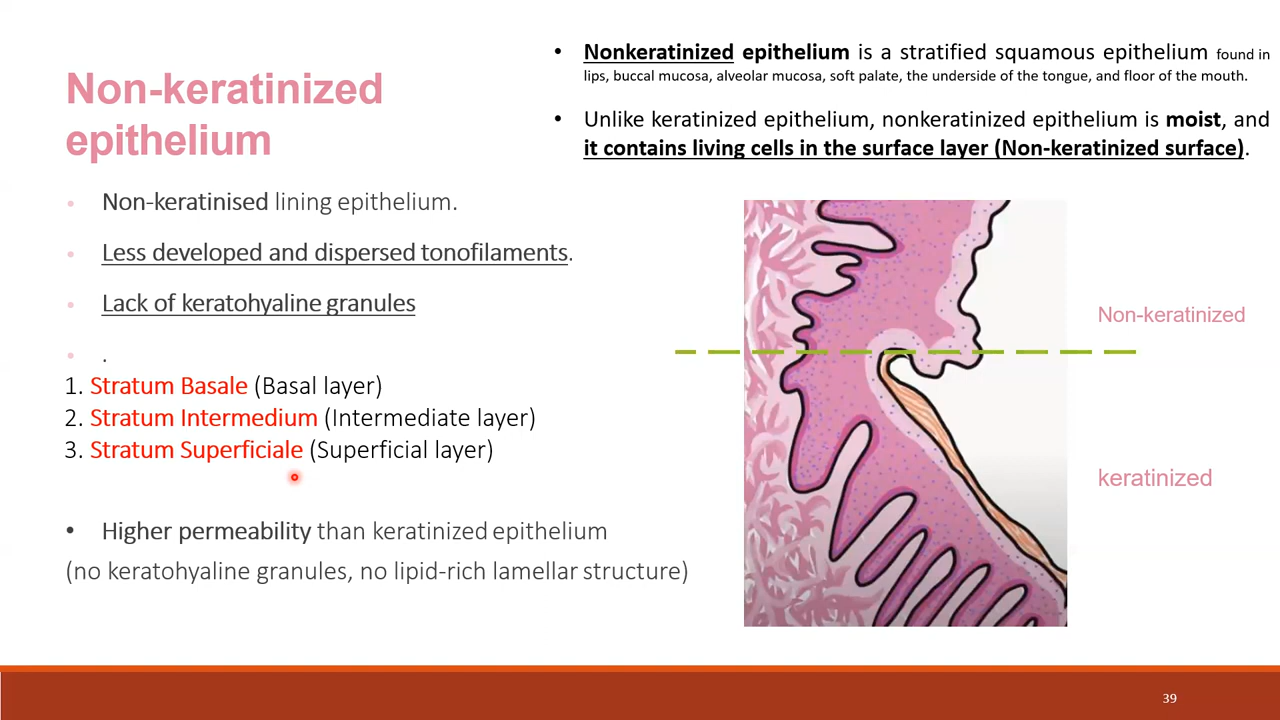 Non-keratinized
epithelium
• Non-keratinised lining epithelium.
• Less developed and dispersed tonofilaments.
• Lack of keratohyaline granules
• .
1. Stratum Basale (Basal layer)
2. Stratum Intermedium (Intermediate layer)
3. Stratum Superficiale (Superficial layer)
• Higher permeability than keratinized epithelium
(no keratohyaline granules, no lipid-rich lamellar structure)
• Nonkeratinized epithelium is a stratified squamous epithelium found in
lips, buccal mucosa, alveolar mucosa, soft palate, the underside of the tongue, and floor of the mouth.
• Unlike keratinized epithelium, nonkeratinized epithelium is moist, and
it contains living cells in the surface layer (Non-keratinized surface).
Non-keratinized
keratinized
39